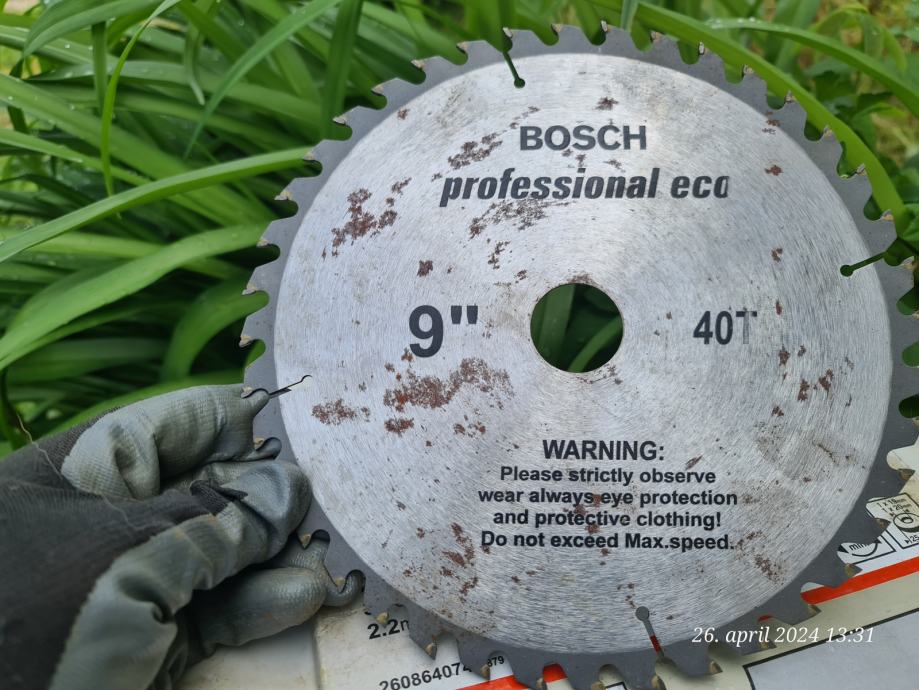 BOSCH
professional eco
9"
40T
WARNING:
Please strictly observe
wear always eye protection
and protective clothing!
Do not exceed Max.speed.
26. april 2024 13:31